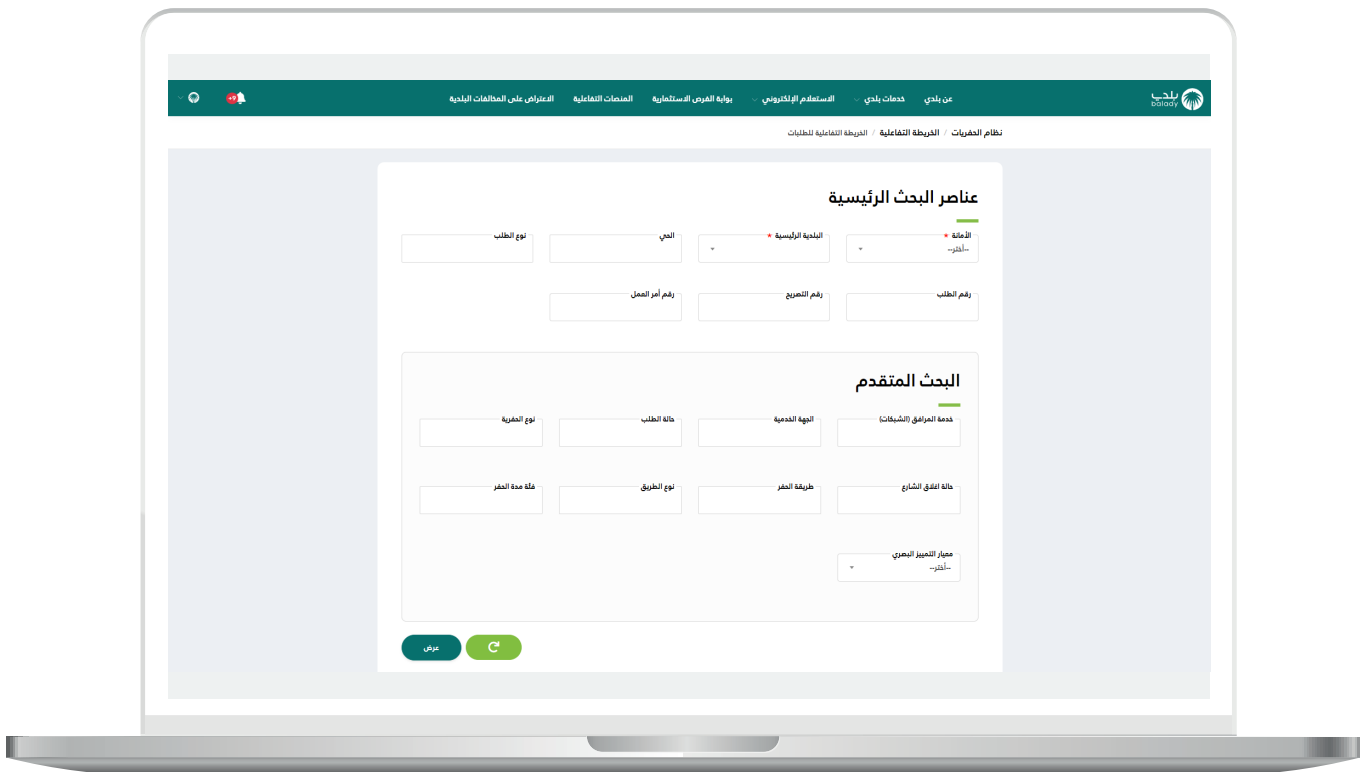 بلدي
balady
عن بلدي خدمات بلدي الاستعلام الإلكتروني بوابة الفرص الاستثمارية المنصات التفاعلية الاعتراض على المخالفات البلدية
+9
نظام الحفريات / الخريطة التفاعلية / الخريطة التفاعلية للطلبات
عناصر البحث الرئيسية
الأمانة * البلدية الرئيسية * الحي نوع الطلب
--أختر--
رقم الطلب رقم التصريح رقم أمر العمل
البحث المتقدم
خدمة المرافق (الشبكات) الجهة الخدمية حالة الطلب نوع الحفرية
حالة اغلاق الشارع طريقة الحفر نوع الطريق فئة مدة الحفر
معيار التمييز البصري
--أختر--
عرض